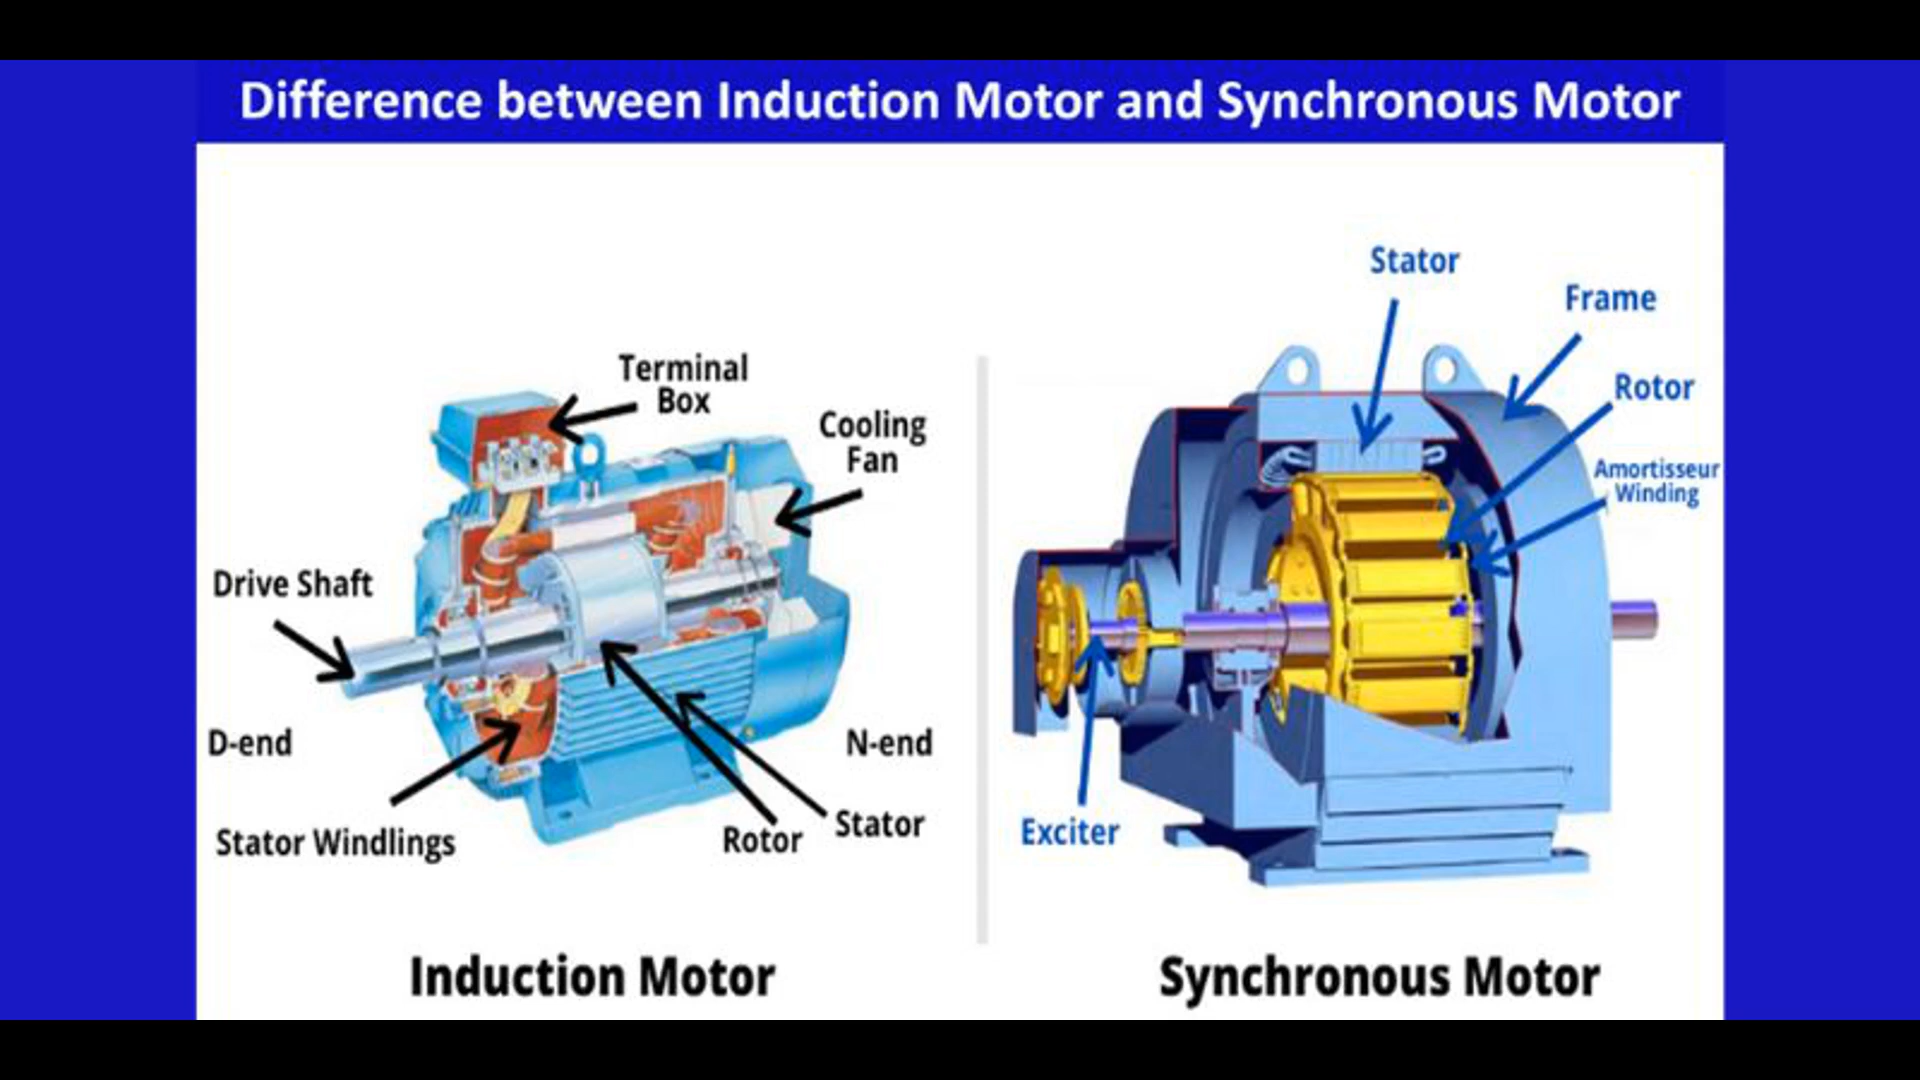 Difference between Induction Motor and Synchronous Motor
Terminal
Box
Cooling
Fan
Drive Shaft
D-end
N-end
Stator Windlings
Rotor
Stator
Induction Motor
Stator
Frame
Rotor
Amortisseur
Winding
Exciter
Synchronous Motor